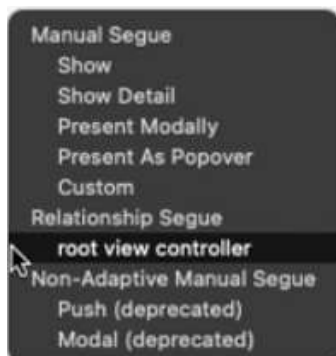 Manual Segue
Show
Show Detail
Present Modally
Present As Popover
Custom
Relationship Segue
root view controller
Non-Adaptive Manual Segue
Push (deprecated)
Modal (deprecated)